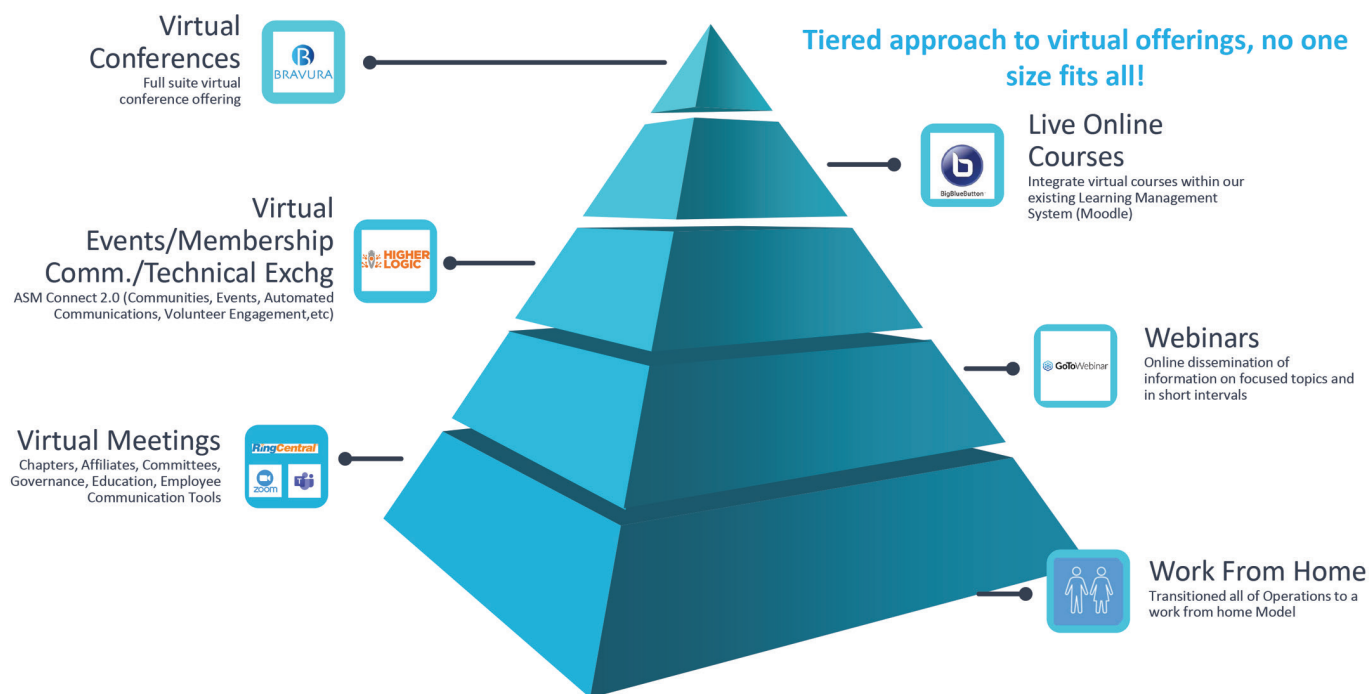 Virtual
Conferences
Full suite virtual
conference offering
BRAVURA
Tiered approach to virtual offerings, no one
size fits all!
b
BigBlueButton
Live Online
Courses
Integrate virtual courses within our
existing Learning Management
System (Moodle)
Virtual
Events/Membership
Comm./Technical Exchg
ASM Connect 2.0 (Communities, Events, Automated
Communications, Volunteer Engagement,etc)
HIGHER
LOGIC
GoToWebinar
Webinars
Online dissemination of
information on focused topics and
in short intervals
Virtual Meetings
Chapters, Affiliates, Committees,
Governance, Education, Employee
Communication Tools
RingCentral
zoom
T
Work From Home
Transitioned all of Operations to a
work from home Model